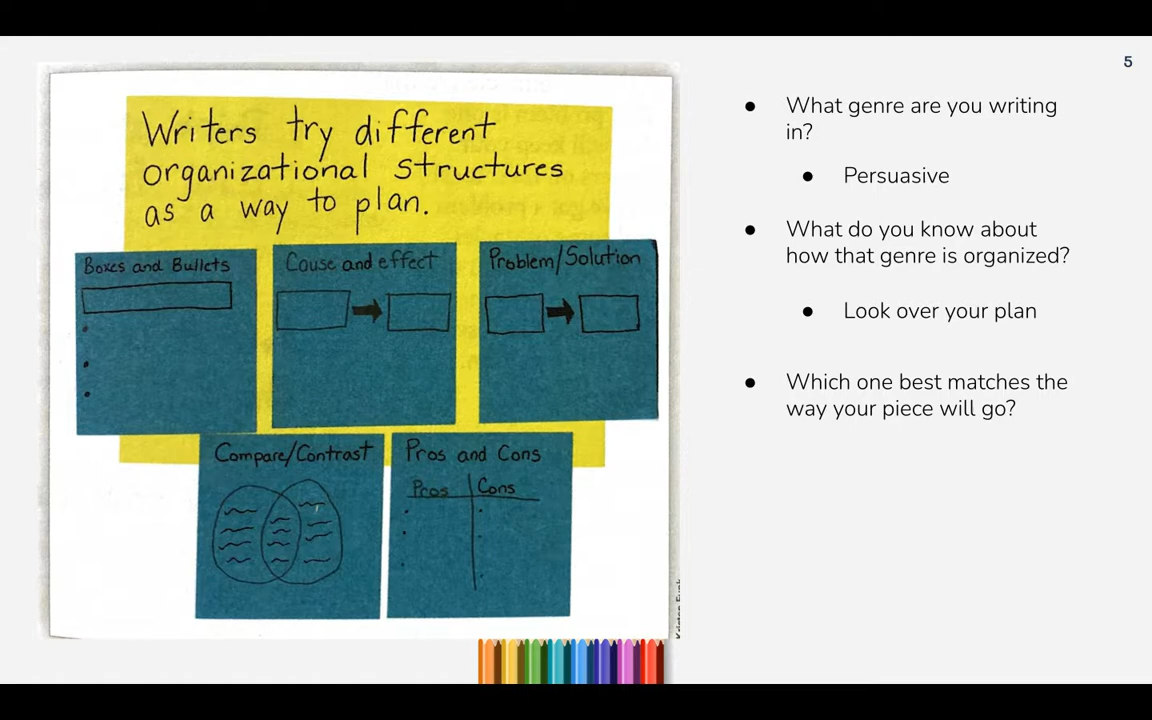 5
Writers try different
organizational structures
as a way to plan.
Boxes and Bullets
Cause and effect
Problem/Solution
Compare/Contrast
Pros and Cons
Pros
Cons
• What genre are you writing
in?
• Persuasive
• What do you know about
how that genre is organized?
• Look over your plan
• Which one best matches the
way your piece will go?